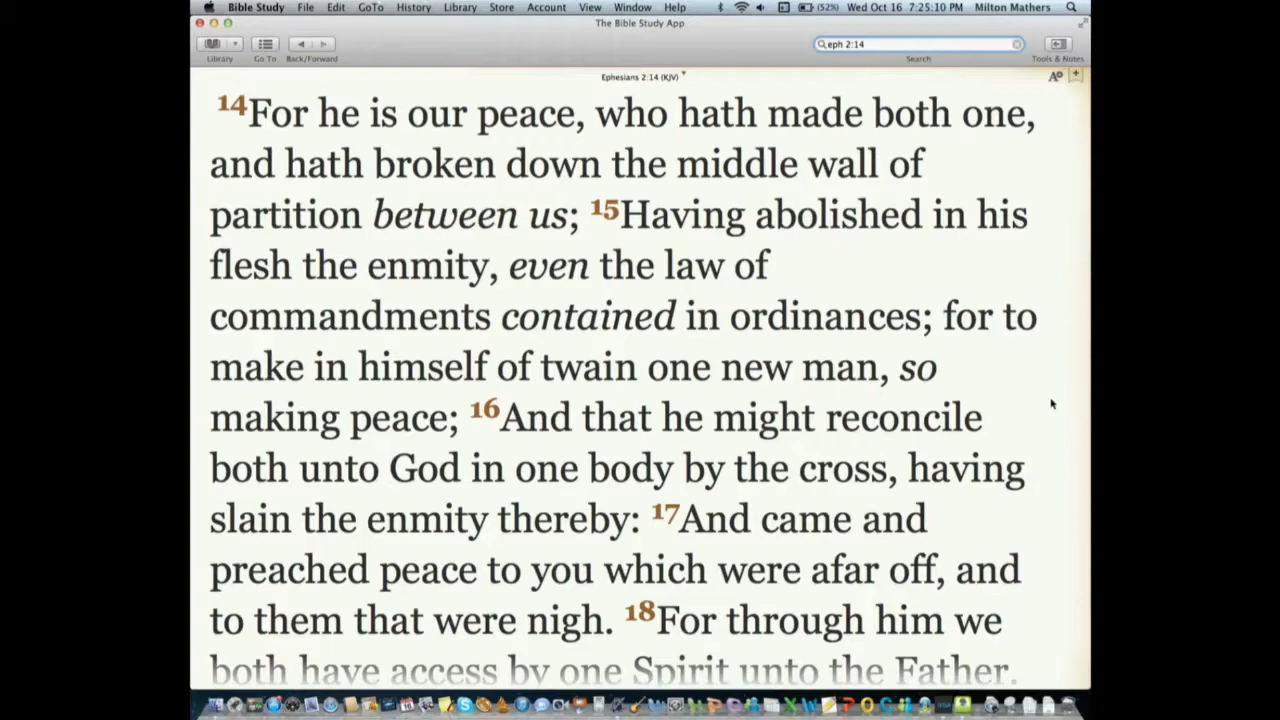 Bible Study File Edit GoTo History Library Store Account View Window Help (52%) Wed Oct 16 7:25:10 PM Milton Mathers
The Bible Study App
eph 2:14
Library Go To Back/Forward Search Tools & Notes
Ephesians 2:14 (KJV)
14For he is our peace, who hath made both one,
and hath broken down the middle wall of
partition between us; 15Having abolished in his
flesh the enmity, even the law of
commandments contained in ordinances; for to
make in himself of twain one new man, so
making peace; 16And that he might reconcile
both unto God in one body by the cross, having
slain the enmity thereby: 17And came and
preached peace to you which were afar off, and
to them that were nigh. 18For through him we
both have access by one Spirit unto the Father.